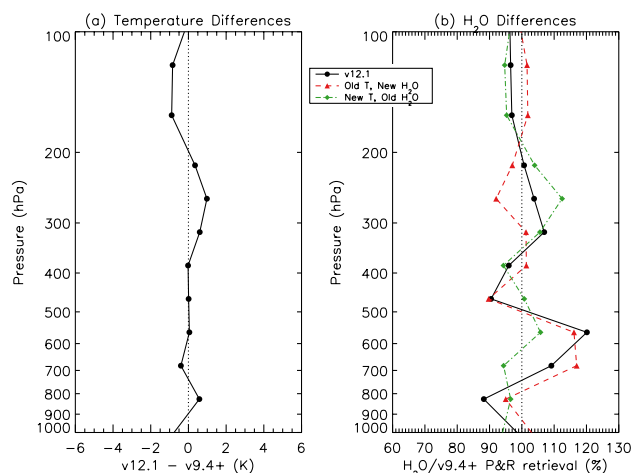 (a) Temperature Differences
(b) H2O Differences
100
200
300
400
500
600
700
800
900
1000
Pressure (hPa)
-6 -4 -2 0 2 4 6
v12.1 - v9.4+ (K)
v12.1
Old T, New H2O
New T, Old H2O
100
200
300
400
500
600
700
800
900
1000
Pressure (hPa)
60 70 80 90 100 110 120 130
H2O/v9.4+ P&R retrieval (%)